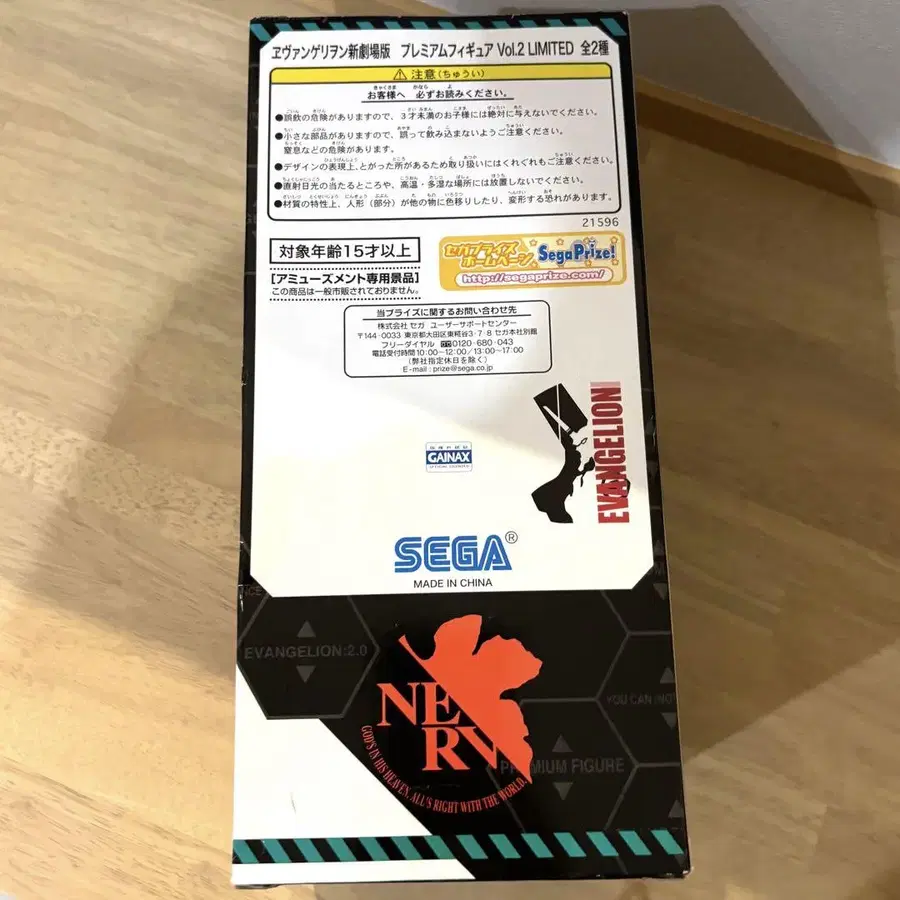 ヱヴァンゲリヲン新劇場版 プレミアムフィギュア Vol.2 LIMITED 全2種
⚠注意(ちゅうい)
お客様へ 必ずお読みください。
●誤飲の危険がありますので、3才未満のお子様には絶対に与えないでください。
●小さな部品がありますので、誤って飲み込まないようご注意ください。
窒息などの危険があります。
●デザインの表現上、とがった所があるため取り扱いにはくれぐれもご注意ください。
●直射日光の当たるところや、高温・多湿な場所には放置しないでください。
●材質の特性上、人形(部分)が他の物に色移りしたり、変形する恐れがあります。
21596
対象年齢15才以上
[アミューズメント専用景品]
この商品は一般市販されておりません。
セガプライズ
ホームページ
SegaPrize!
http://segaprize.com/
当プライズに関するお問い合わせ先
株式会社 セガ ユーザーサポートセンター
〒144-0033 東京都大田区東糀谷3-7-8 セガ本社別館
フリーダイヤル 0120-680-043
電話受付時間10:00~12:00/13:00~17:00
(弊社指定休日を除く)
E-mail : prize@sega.co.jp
EVANGELION
GAINAX
SEGA®
MADE IN CHINA
EVANGELION:2.0
YOU CAN (NOT
NERV
GOD'S IN HIS HEAVEN. ALL'S RIGHT WITH THE WORLD.
PREMIUM FIGURE